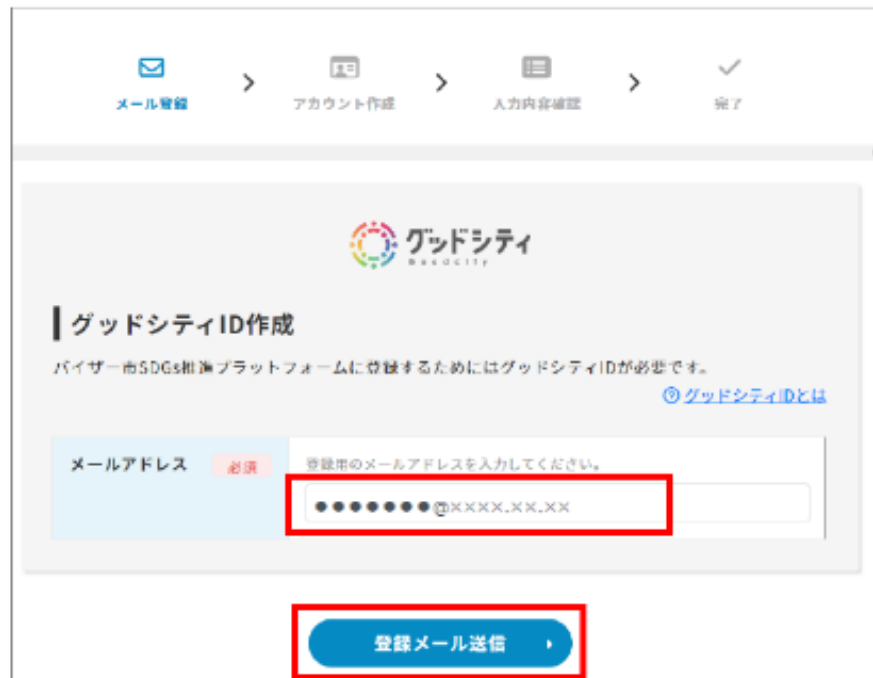 メール登録
アカウント作成
入力内容確認
完了
グッドシティ
Goodcity
グッドシティID作成
バイザー市SDGs推進プラットフォームに登録するためにはグッドシティIDが必要です。
グッドシティIDとは
メールアドレス 必須 登録用のメールアドレスを入力してください。
●●●●●●●@××××.××.××
登録メール送信